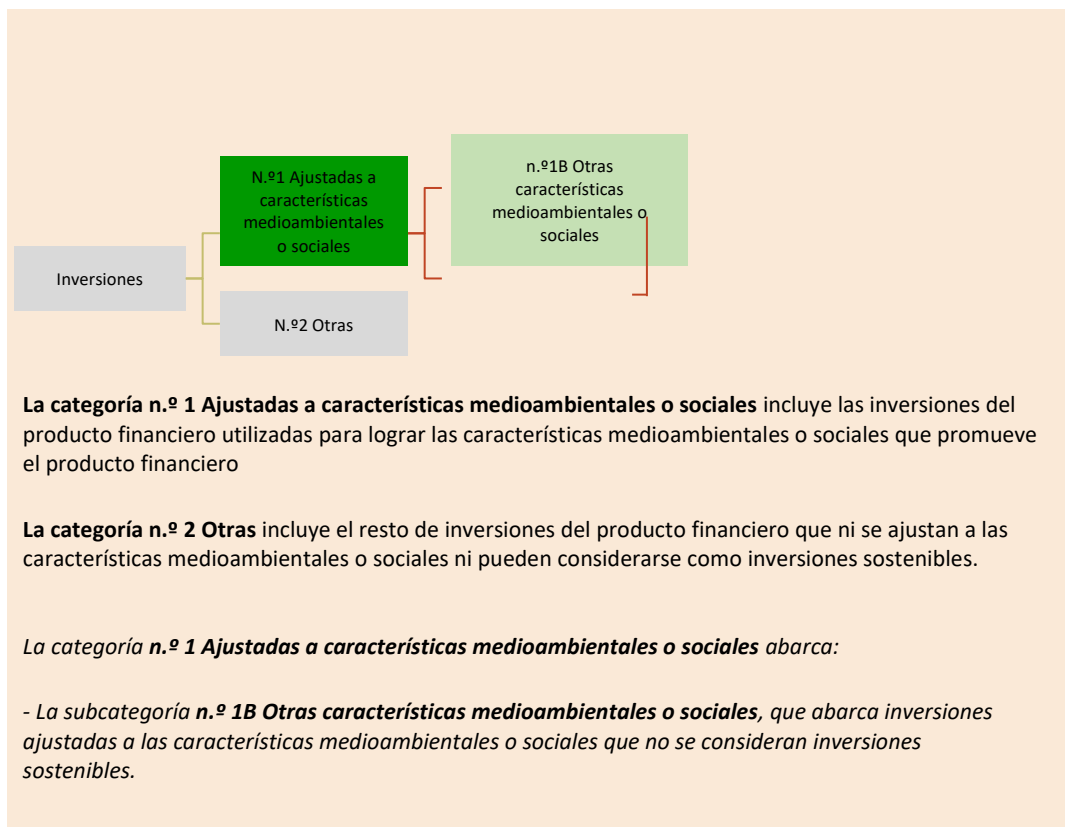 N.º1 Ajustadas a
características
medioambientales
o sociales
n.º1B Otras
características
medioambientales o
sociales
Inversiones
N.º2 Otras
La categoría n.º 1 Ajustadas a características medioambientales o sociales incluye las inversiones del
producto financiero utilizadas para lograr las características medioambientales o sociales que promueve
el producto financiero
La categoría n.º 2 Otras incluye el resto de inversiones del producto financiero que ni se ajustan a las
características medioambientales o sociales ni pueden considerarse como inversiones sostenibles.
La categoría n.º 1 Ajustadas a características medioambientales o sociales abarca:
- La subcategoría n.º 1B Otras características medioambientales o sociales, que abarca inversiones
ajustadas a las características medioambientales o sociales que no se consideran inversiones
sostenibles.